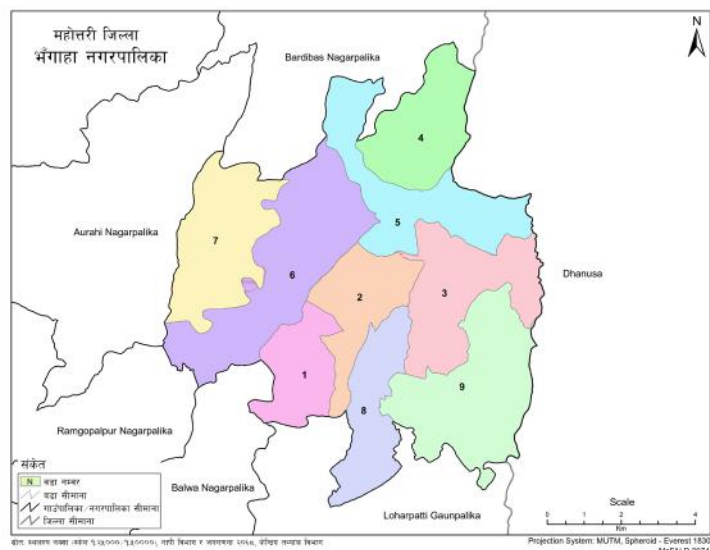 महोत्तरी जिल्ला
भँगाहा नगरपालिका
N
Bardibas Nagarpalika
4
Aurahi Nagarpalika
7
5
6
Dhanusa
2
3
1
9
8
Ramgopalpur Nagarpalika
Balwa Nagarpalika
Loharpatti Gaunpalika
संकेत
N वडा नम्बर
वडा सीमाना
गाउँपालिका/नगरपालिका सीमाना
जिल्ला सीमाना
Scale
0 1 2 4
Km
Projection System: MUTM, Spheroid - Everest 1830